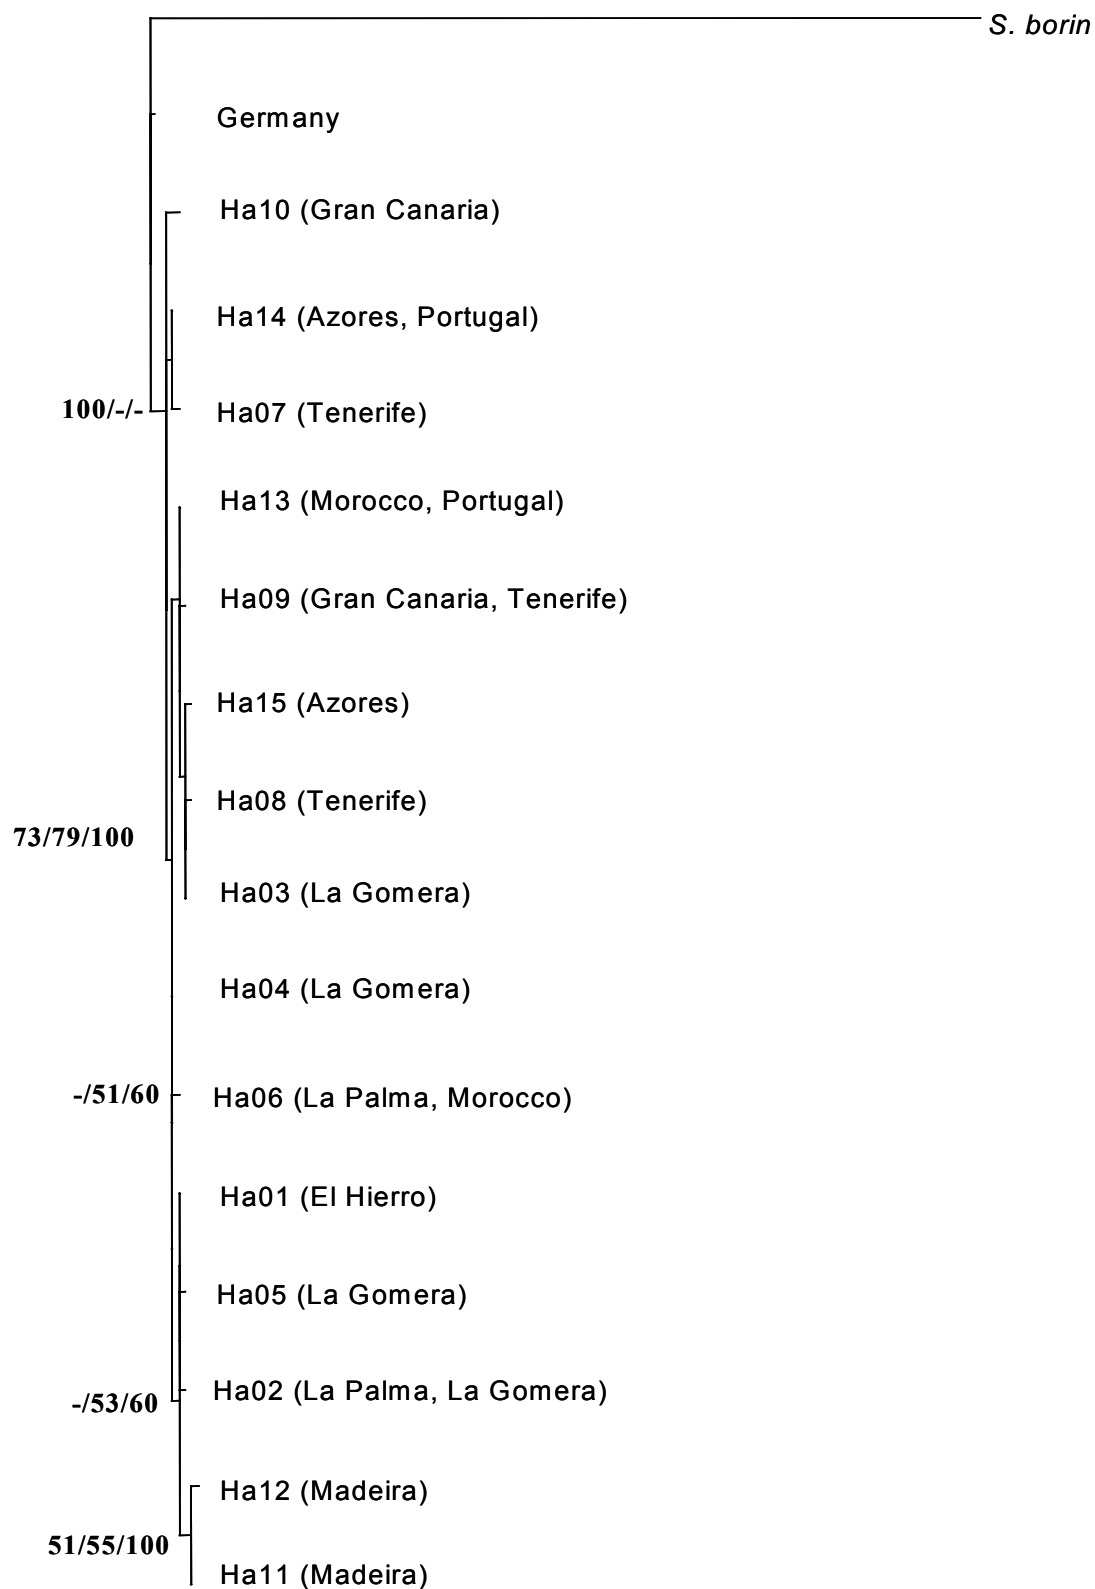 S. borin
Germany
Ha10 (Gran Canaria)
Ha14 (Azores, Portugal)
100/-/-
Ha07 (Tenerife)
Ha13 (Morocco, Portugal)
Ha09 (Gran Canaria, Tenerife)
Ha15 (Azores)
Ha08 (Tenerife)
73/79/100
Ha03 (La Gomera)
Ha04 (La Gomera)
-/51/60
Ha06 (La Palma, Morocco)
Ha01 (El Hierro)
Ha05 (La Gomera)
Ha02 (La Palma, La Gomera)
-/53/60
Ha12 (Madeira)
51/55/100
Ha11 (Madeira)